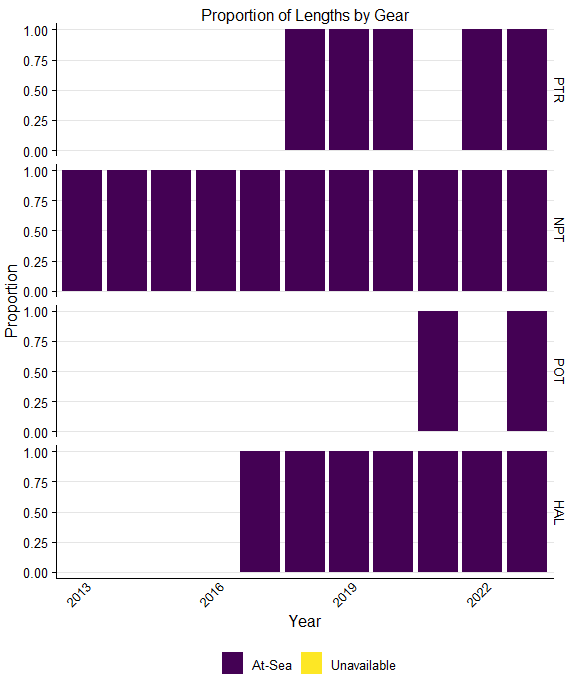 Proportion of Lengths by Gear
1.00
0.75
0.50
0.25
0.00
PTR
1.00
0.75
0.50
0.25
0.00
NPT
Proportion
1.00
0.75
0.50
0.25
0.00
POT
1.00
0.75
0.50
0.25
0.00
HAL
2013 2016 2019 2022
Year
At-Sea Unavailable